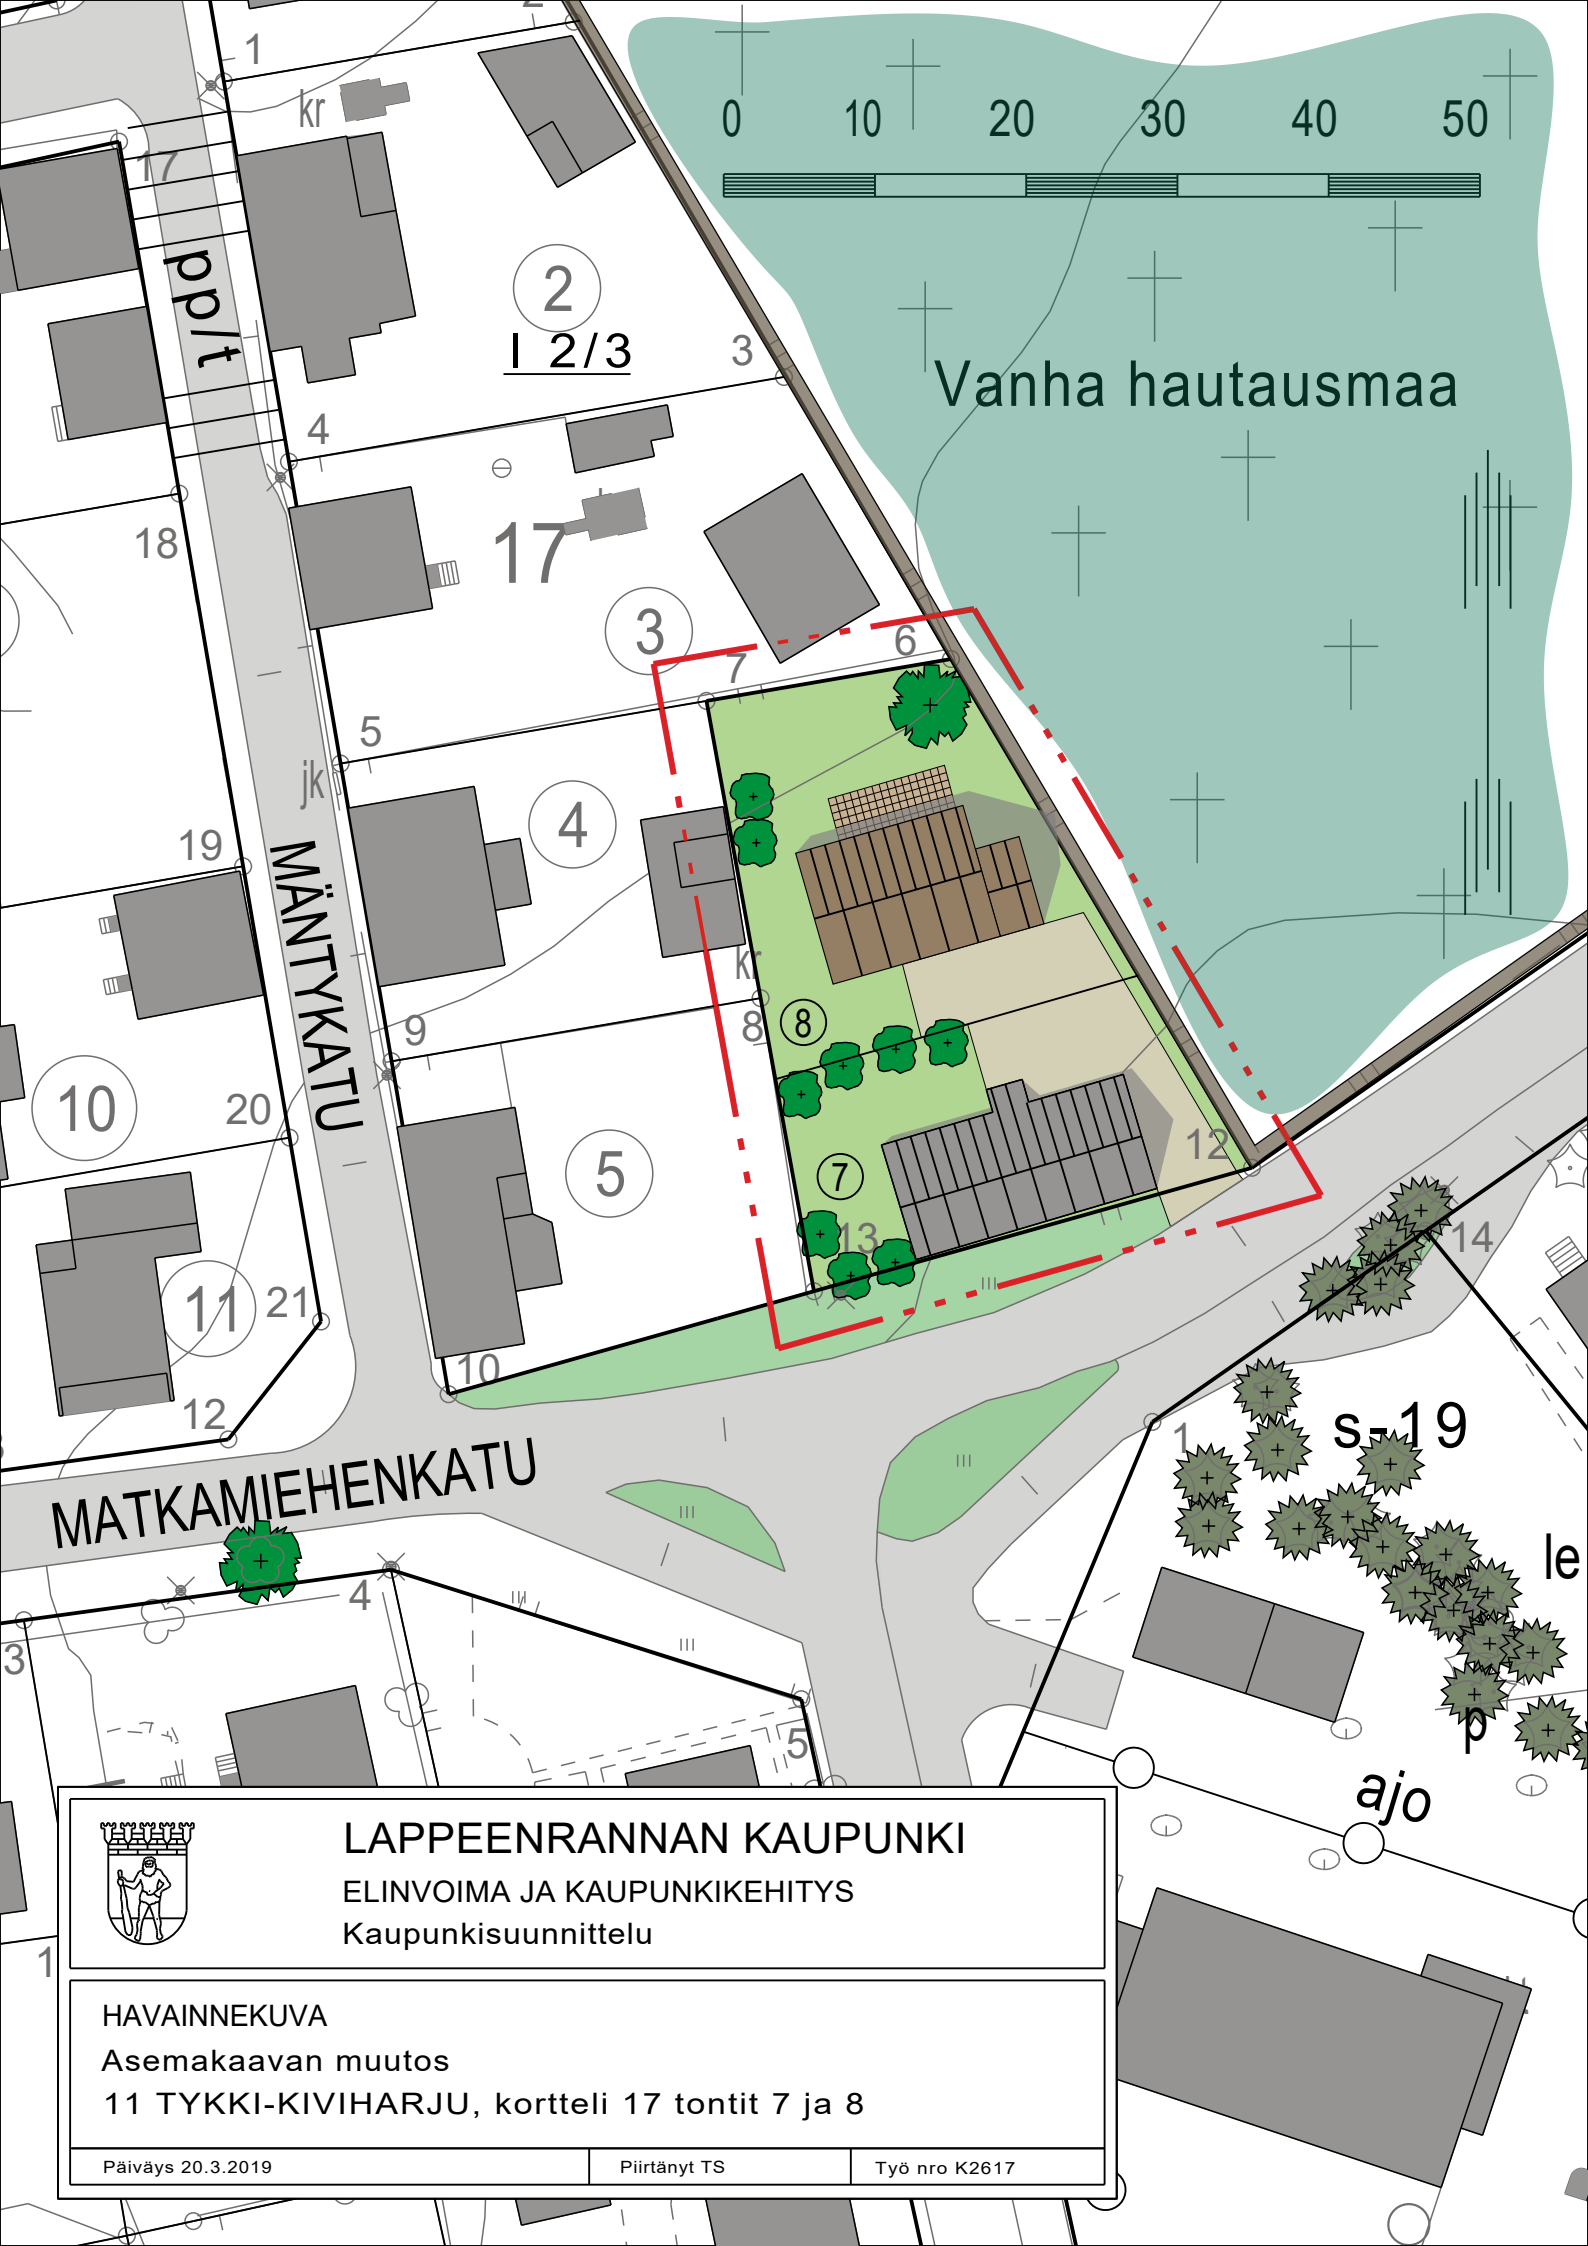 2
1
kr
0 10 20 30 40 50
17
pp/t
2
I 2/3
3
Vanha hautausmaa
4
18
17
3
6
7
5
jk
4
19
MÄNTYKATU
kr
8
8
9
10
20
5
7
12
13
11
21
14
10
12
s-19
1
MATKAMIEHENKATU
le
4
3
p
5
ajo
LAPPEENRANNAN KAUPUNKI
ELINVOIMA JA KAUPUNKIKEHITYS
Kaupunkisuunnittelu
1
HAVAINNEKUVA
Asemakaavan muutos
11 TYKKI-KIVIHARJU, kortteli 17 tontit 7 ja 8
Päiväys 20.3.2019
Piirtänyt TS
Työ nro K2617